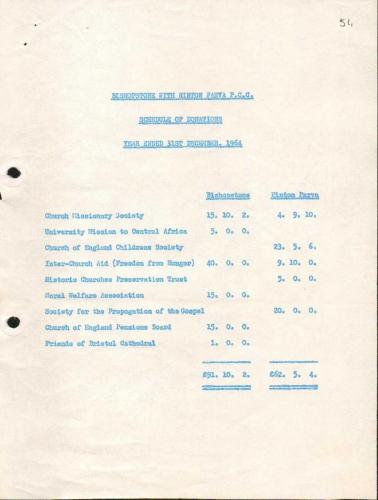 51.
BISHOPSTONE WITH HINTON PARVA P.C.C.
SCHEDULE OF DONATIONS
YEAR ENDED 31ST DECEMBER, 1964
Bishopstone Hinton Parva
Church Missionary Society 15. 10. 2. 4. 9. 10.
University Mission to Central Africa 5. 0. 0.
Church of England Childrens Society 23. 5. 6.
Inter-Church Aid (Freedom from Hunger) 40. 0. 0. 9. 10. 0.
Historic Churches Preservation Trust 5. 0. 0.
Moral Welfare Association 15. 0. 0.
Society for the Propogation of the Gospel 20. 0. 0.
Church of England Pensions Board 15. 0. 0.
Friends of Bristol Cathedral 1. 0. 0.
£91. 10. 2. £62. 5. 4.